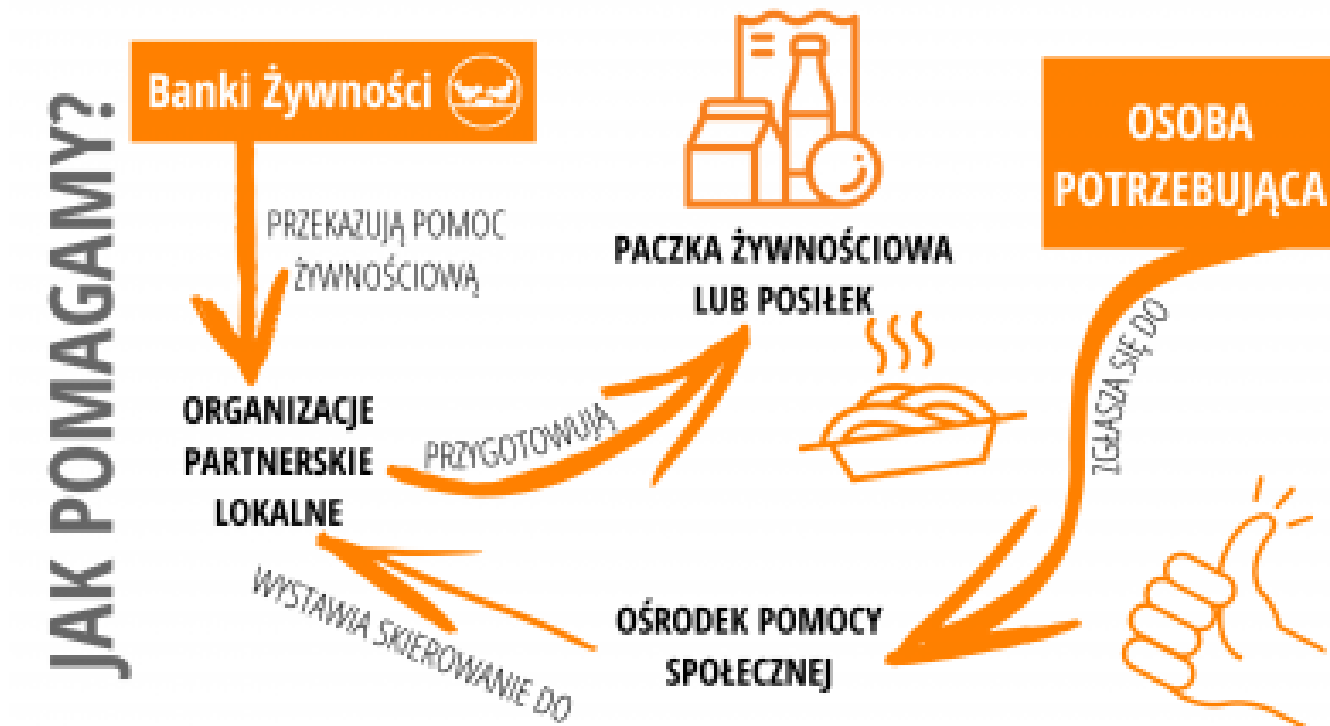 JAK POMAGAMY?
Banki Żywności
PRZEKAZUJĄ POMOC
ŻYWNOŚCIOWĄ
ORGANIZACJE
PARTNERSKIE
LOKALNE
PRZYGOTOWUJĄ
PACZKA ŻYWNOŚCIOWA
LUB POSIŁEK
OSOBA
POTRZEBUJĄCA
ZGŁASZA SIĘ DO
OŚRODEK POMOCY
SPOŁECZNEJ
WYSTAWIA SKIEROWANIE DO